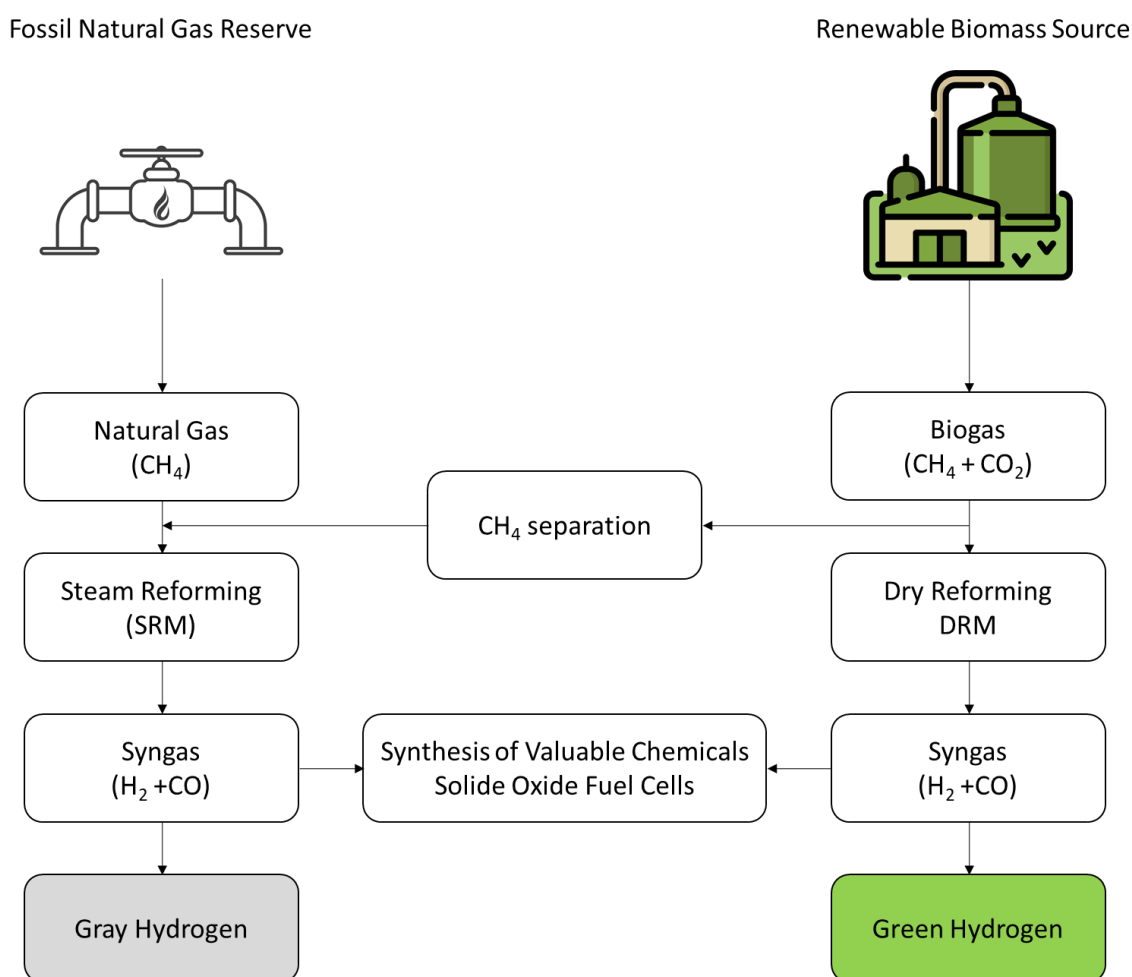 Fossil Natural Gas Reserve
Renewable Biomass Source
Natural Gas
(CH₄)
Biogas
(CH₄ + CO₂)
CH₄ separation
Steam Reforming
(SRM)
Dry Reforming
DRM
Syngas
(H₂ +CO)
Synthesis of Valuable Chemicals
Solide Oxide Fuel Cells
Syngas
(H₂ +CO)
Gray Hydrogen
Green Hydrogen